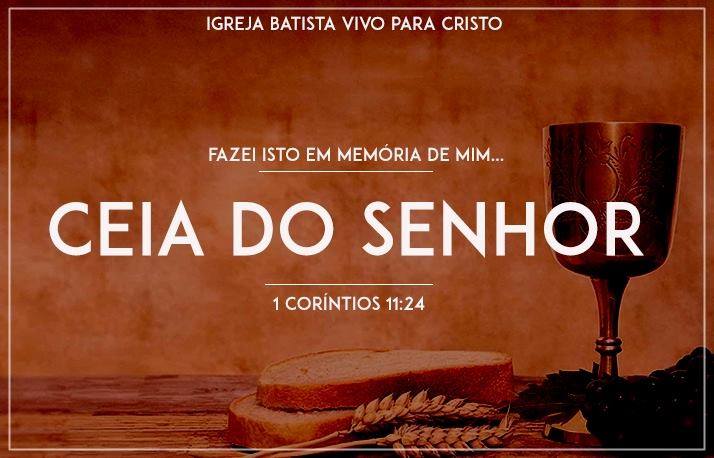 IGREJA BATISTA VIVO PARA CRISTO
FAZEI ISTO EM MEMÓRIA DE MIM...
CEIA DO SENHOR
1 CORÍNTIOS 11:24